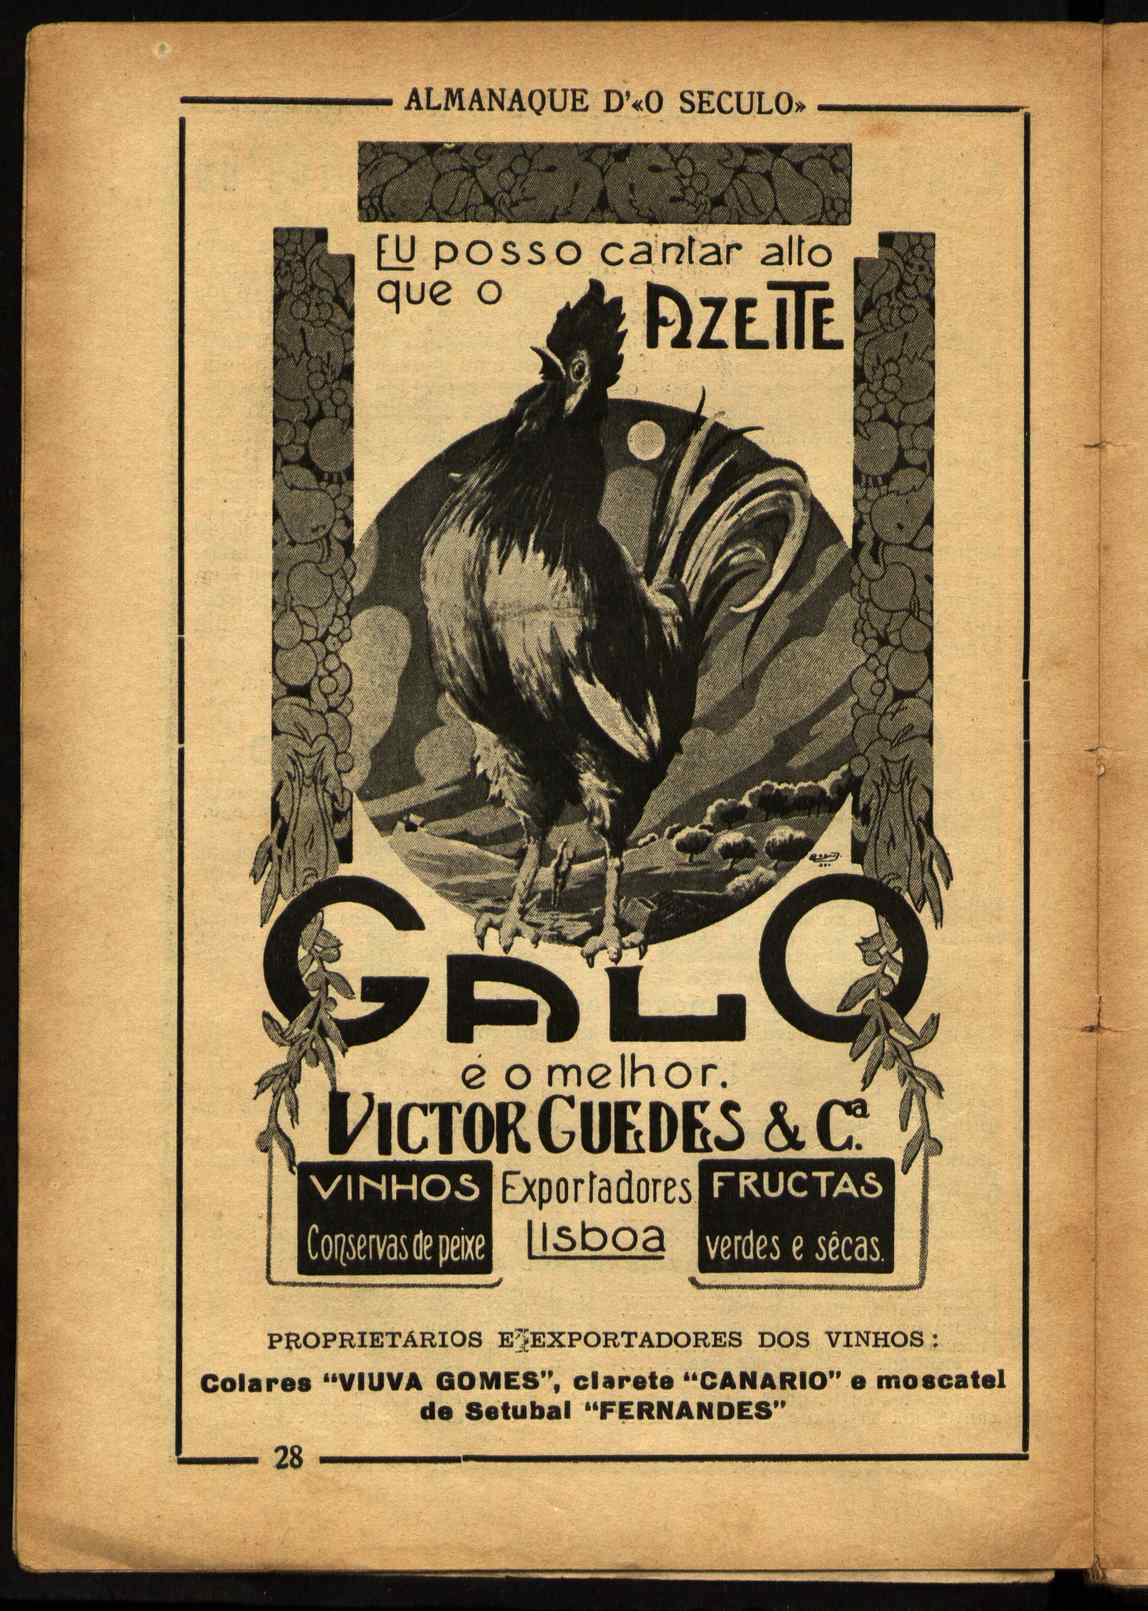 ALMANAQUE D'«O SECULO»
EU posso cantar alto
que o AZEITE
GALO
é o melhor.
VICTOR GUEDES & Cª.
VINHOS
Conservas de peixe
Exportadores
Lisboa
FRUCTAS
verdes e sêcas.
PROPRIETÁRIOS E EXPORTADORES DOS VINHOS:
Colares "VIUVA GOMES", clarete "CANARIO" e moscatel
de Setubal "FERNANDES"
28